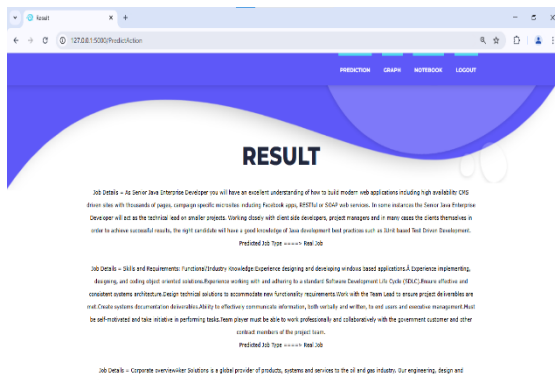 Result
127.0.0.1:5000/PredictAction
PREDICTION GRAPH NOTEBOOK LOGOUT
RESULT
Job Details = As Senior Java Enterprise Developer you will have an excellent understanding of how to build modern web applications including high availability CMS
driven sites with thousands of pages, campaign specific microsites including Facebook apps, RESTful or SOAP web services. In some instances the Senior Java Enterprise
Developer will act as the technical lead on smaller projects. Working closely with client side developers, project managers and in many cases the clients themselves in
order to achieve successful results, the right candidate will have a good knowledge of Java development best practices such as JUnit based Test Driven Development.
Predicted Job Type ====> Real Job
Job Details = Skills and Requirements: Functional/Industry Knowledge:Experience designing and developing windows based applications.Â Experience implementing,
designing, and coding object oriented solutions.Experience working with and adhering to a standard Software Development Life Cycle (SDLC).Ensure effective and
consistent systems architecture.Design technical solutions to accommodate new functionality requirements.Work with the Team Lead to ensure project deliverables are
met.Create systems documentation deliverables.Ability to effectively communicate information, both verbally and written, to end users and executive management.Must
be self-motivated and take initiative in performing tasks.Team player must be able to work professionally and collaboratively with the government customer and other
contract members of the project team.
Predicted Job Type ====> Real Job
Job Details = Corporate overviewAker Solutions is a global provider of products, systems and services to the oil and gas industry. Our engineering, design and